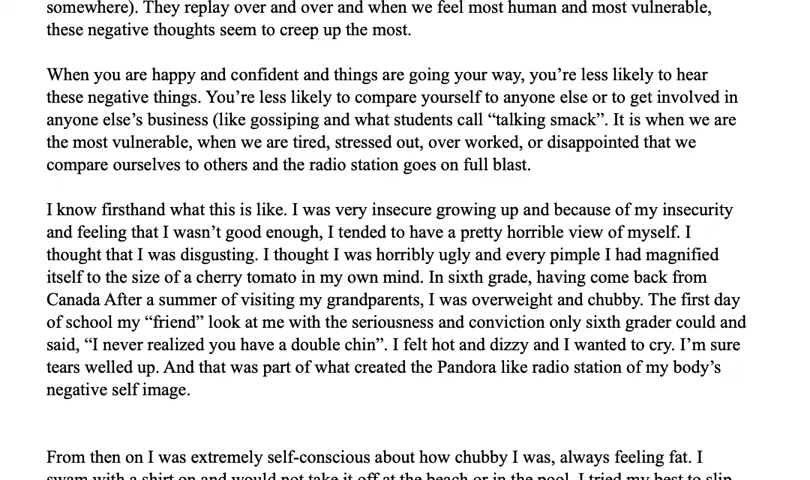 somewhere). They replay over and over and when we feel most human and most vulnerable,
these negative thoughts seem to creep up the most.
When you are happy and confident and things are going your way, you’re less likely to hear
these negative things. You’re less likely to compare yourself to anyone else or to get involved in
anyone else’s business (like gossiping and what students call “talking smack”. It is when we are
the most vulnerable, when we are tired, stressed out, over worked, or disappointed that we
compare ourselves to others and the radio station goes on full blast.
I know firsthand what this is like. I was very insecure growing up and because of my insecurity
and feeling that I wasn’t good enough, I tended to have a pretty horrible view of myself. I
thought that I was disgusting. I thought I was horribly ugly and every pimple I had magnified
itself to the size of a cherry tomato in my own mind. In sixth grade, having come back from
Canada After a summer of visiting my grandparents, I was overweight and chubby. The first day
of school my “friend” look at me with the seriousness and conviction only sixth grader could and
said, “I never realized you have a double chin”. I felt hot and dizzy and I wanted to cry. I’m sure
tears welled up. And that was part of what created the Pandora like radio station of my body’s
negative self image.
From then on I was extremely self-conscious about how chubby I was, always feeling fat. I
swam with a shirt on and would not take it off at the beach or in the pool. I tried my best to slip